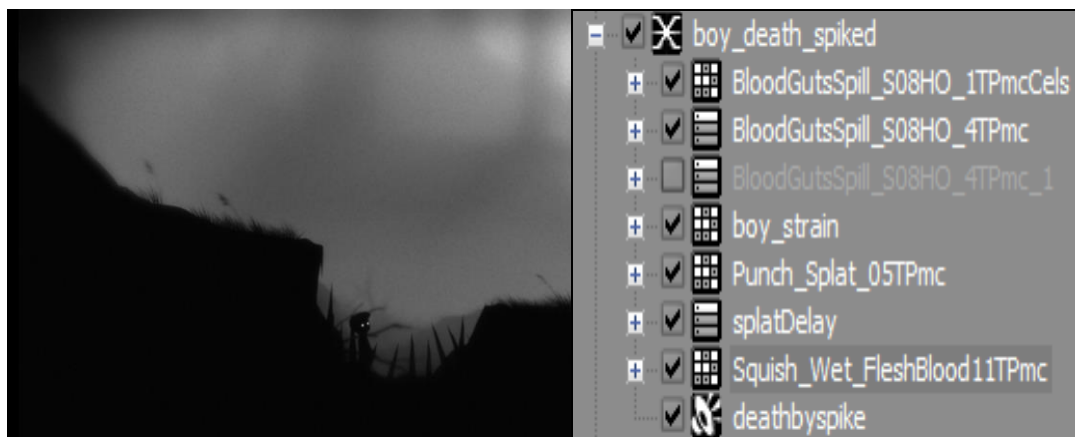 boy_death_spiked
BloodGutsSpill_S08HO_1TPmcCels
BloodGutsSpill_S08HO_4TPmc
BloodGutsSpill_S08HO_4TPmc_1
boy_strain
Punch_Splat_05TPmc
splatDelay
Squish_Wet_FleshBlood11TPmc
deathbyspike